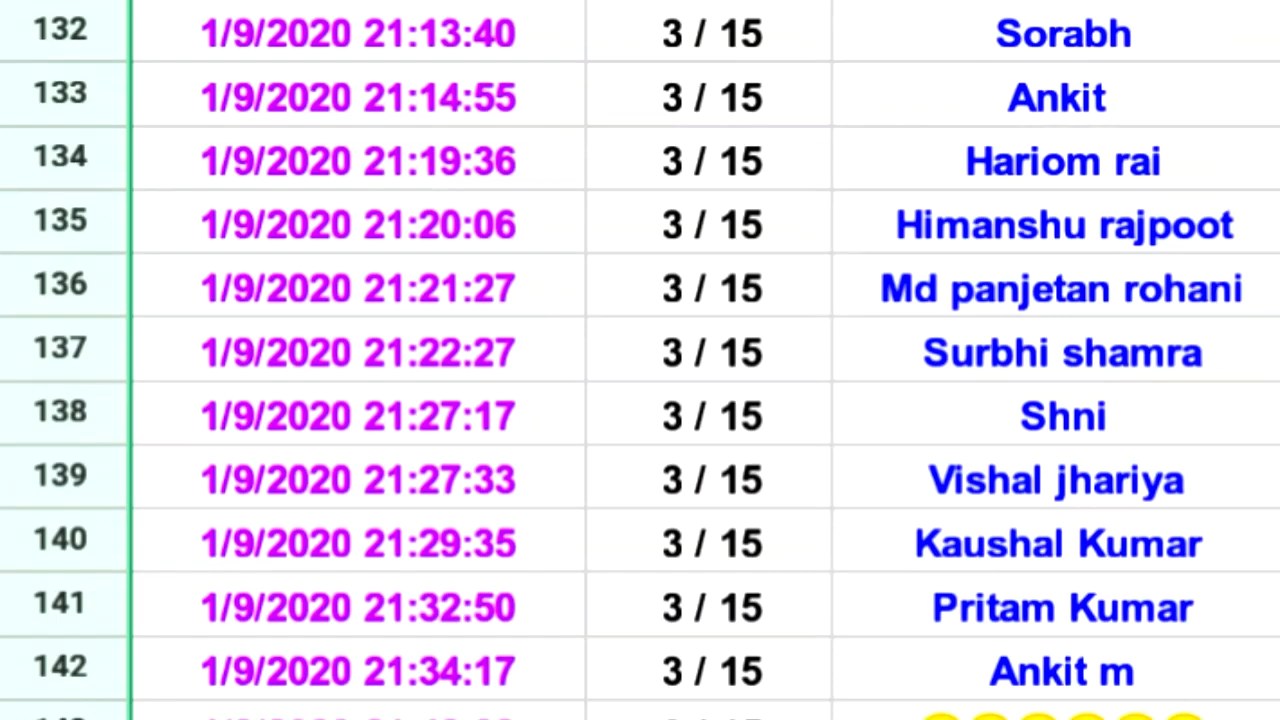 132 1/9/2020 21:13:40 3 / 15 Sorabh
133 1/9/2020 21:14:55 3 / 15 Ankit
134 1/9/2020 21:19:36 3 / 15 Hariom rai
135 1/9/2020 21:20:06 3 / 15 Himanshu rajpoot
136 1/9/2020 21:21:27 3 / 15 Md panjetan rohani
137 1/9/2020 21:22:27 3 / 15 Surbhi shamra
138 1/9/2020 21:27:17 3 / 15 Shni
139 1/9/2020 21:27:33 3 / 15 Vishal jhariya
140 1/9/2020 21:29:35 3 / 15 Kaushal Kumar
141 1/9/2020 21:32:50 3 / 15 Pritam Kumar
142 1/9/2020 21:34:17 3 / 15 Ankit m